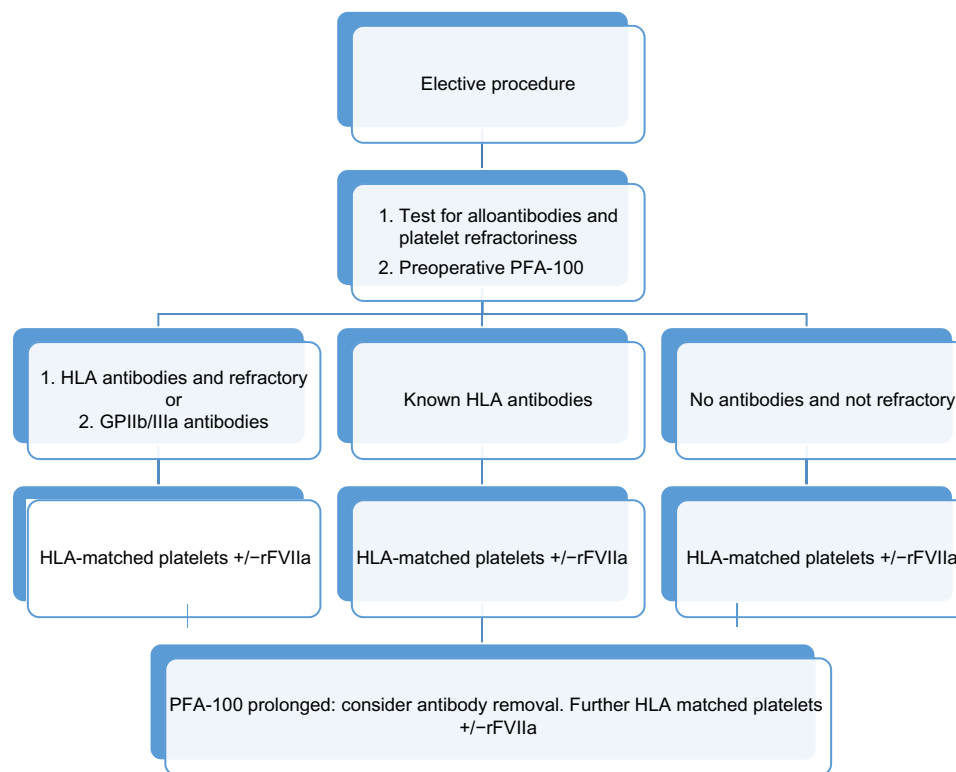 Elective procedure
1. Test for alloantibodies and
platelet refractoriness
2. Preoperative PFA-100
1. HLA antibodies and refractory
or
2. GPIIb/IIIa antibodies
Known HLA antibodies
No antibodies and not refractory
HLA-matched platelets +/−rFVIIa
HLA-matched platelets +/−rFVIIa
HLA-matched platelets +/−rFVIIa
PFA-100 prolonged: consider antibody removal. Further HLA matched platelets
+/−rFVIIa